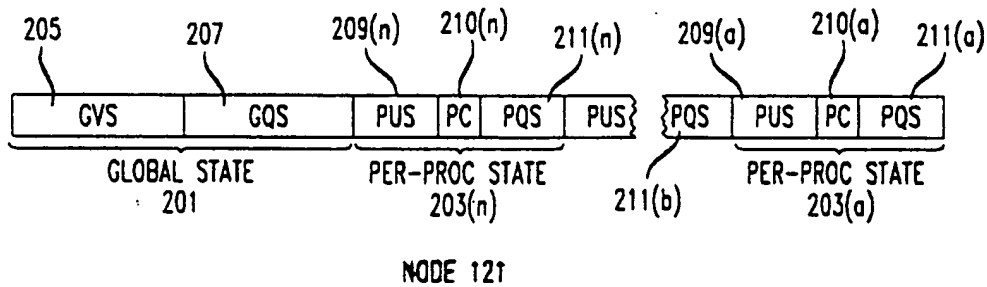 205 207 209(n) 210(n) 211(n) 209(a) 210(a) 211(a)
GVS GQS PUS PC PQS PUS PQS PUS PC PQS
GLOBAL STATE PER-PROC STATE PER-PROC STATE
201 203(n) 211(b) 203(a)
NODE 121